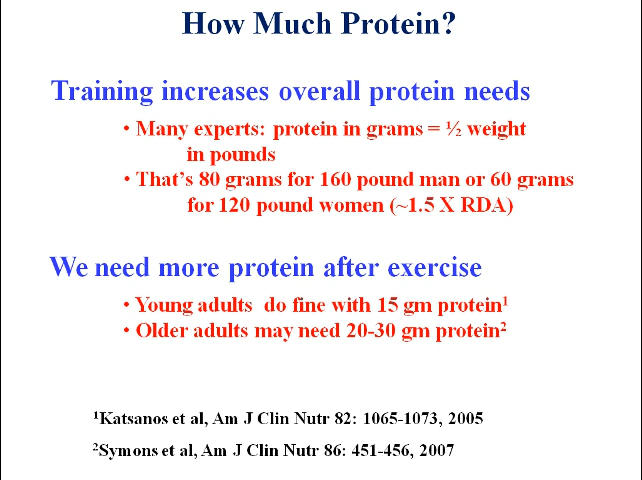 How Much Protein?
Training increases overall protein needs
• Many experts: protein in grams = ½ weight
in pounds
• That's 80 grams for 160 pound man or 60 grams
for 120 pound women (~1.5 X RDA)
We need more protein after exercise
• Young adults do fine with 15 gm protein¹
• Older adults may need 20-30 gm protein²
¹Katsanos et al, Am J Clin Nutr 82: 1065-1073, 2005
²Symons et al, Am J Clin Nutr 86: 451-456, 2007